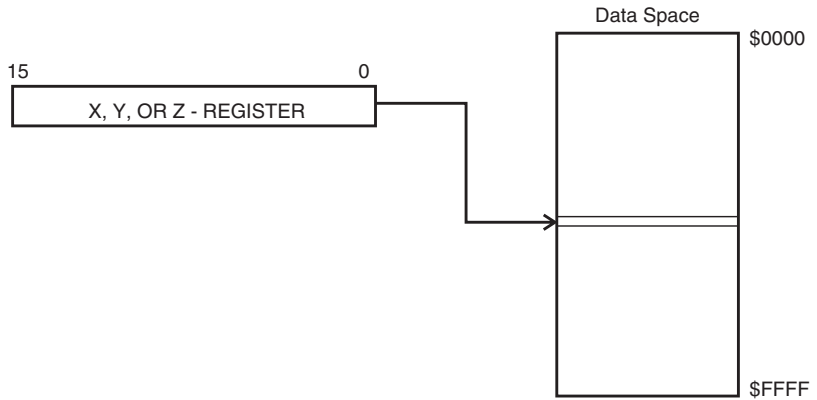 Data Space
$0000
15 0
X, Y, OR Z - REGISTER
$FFFF